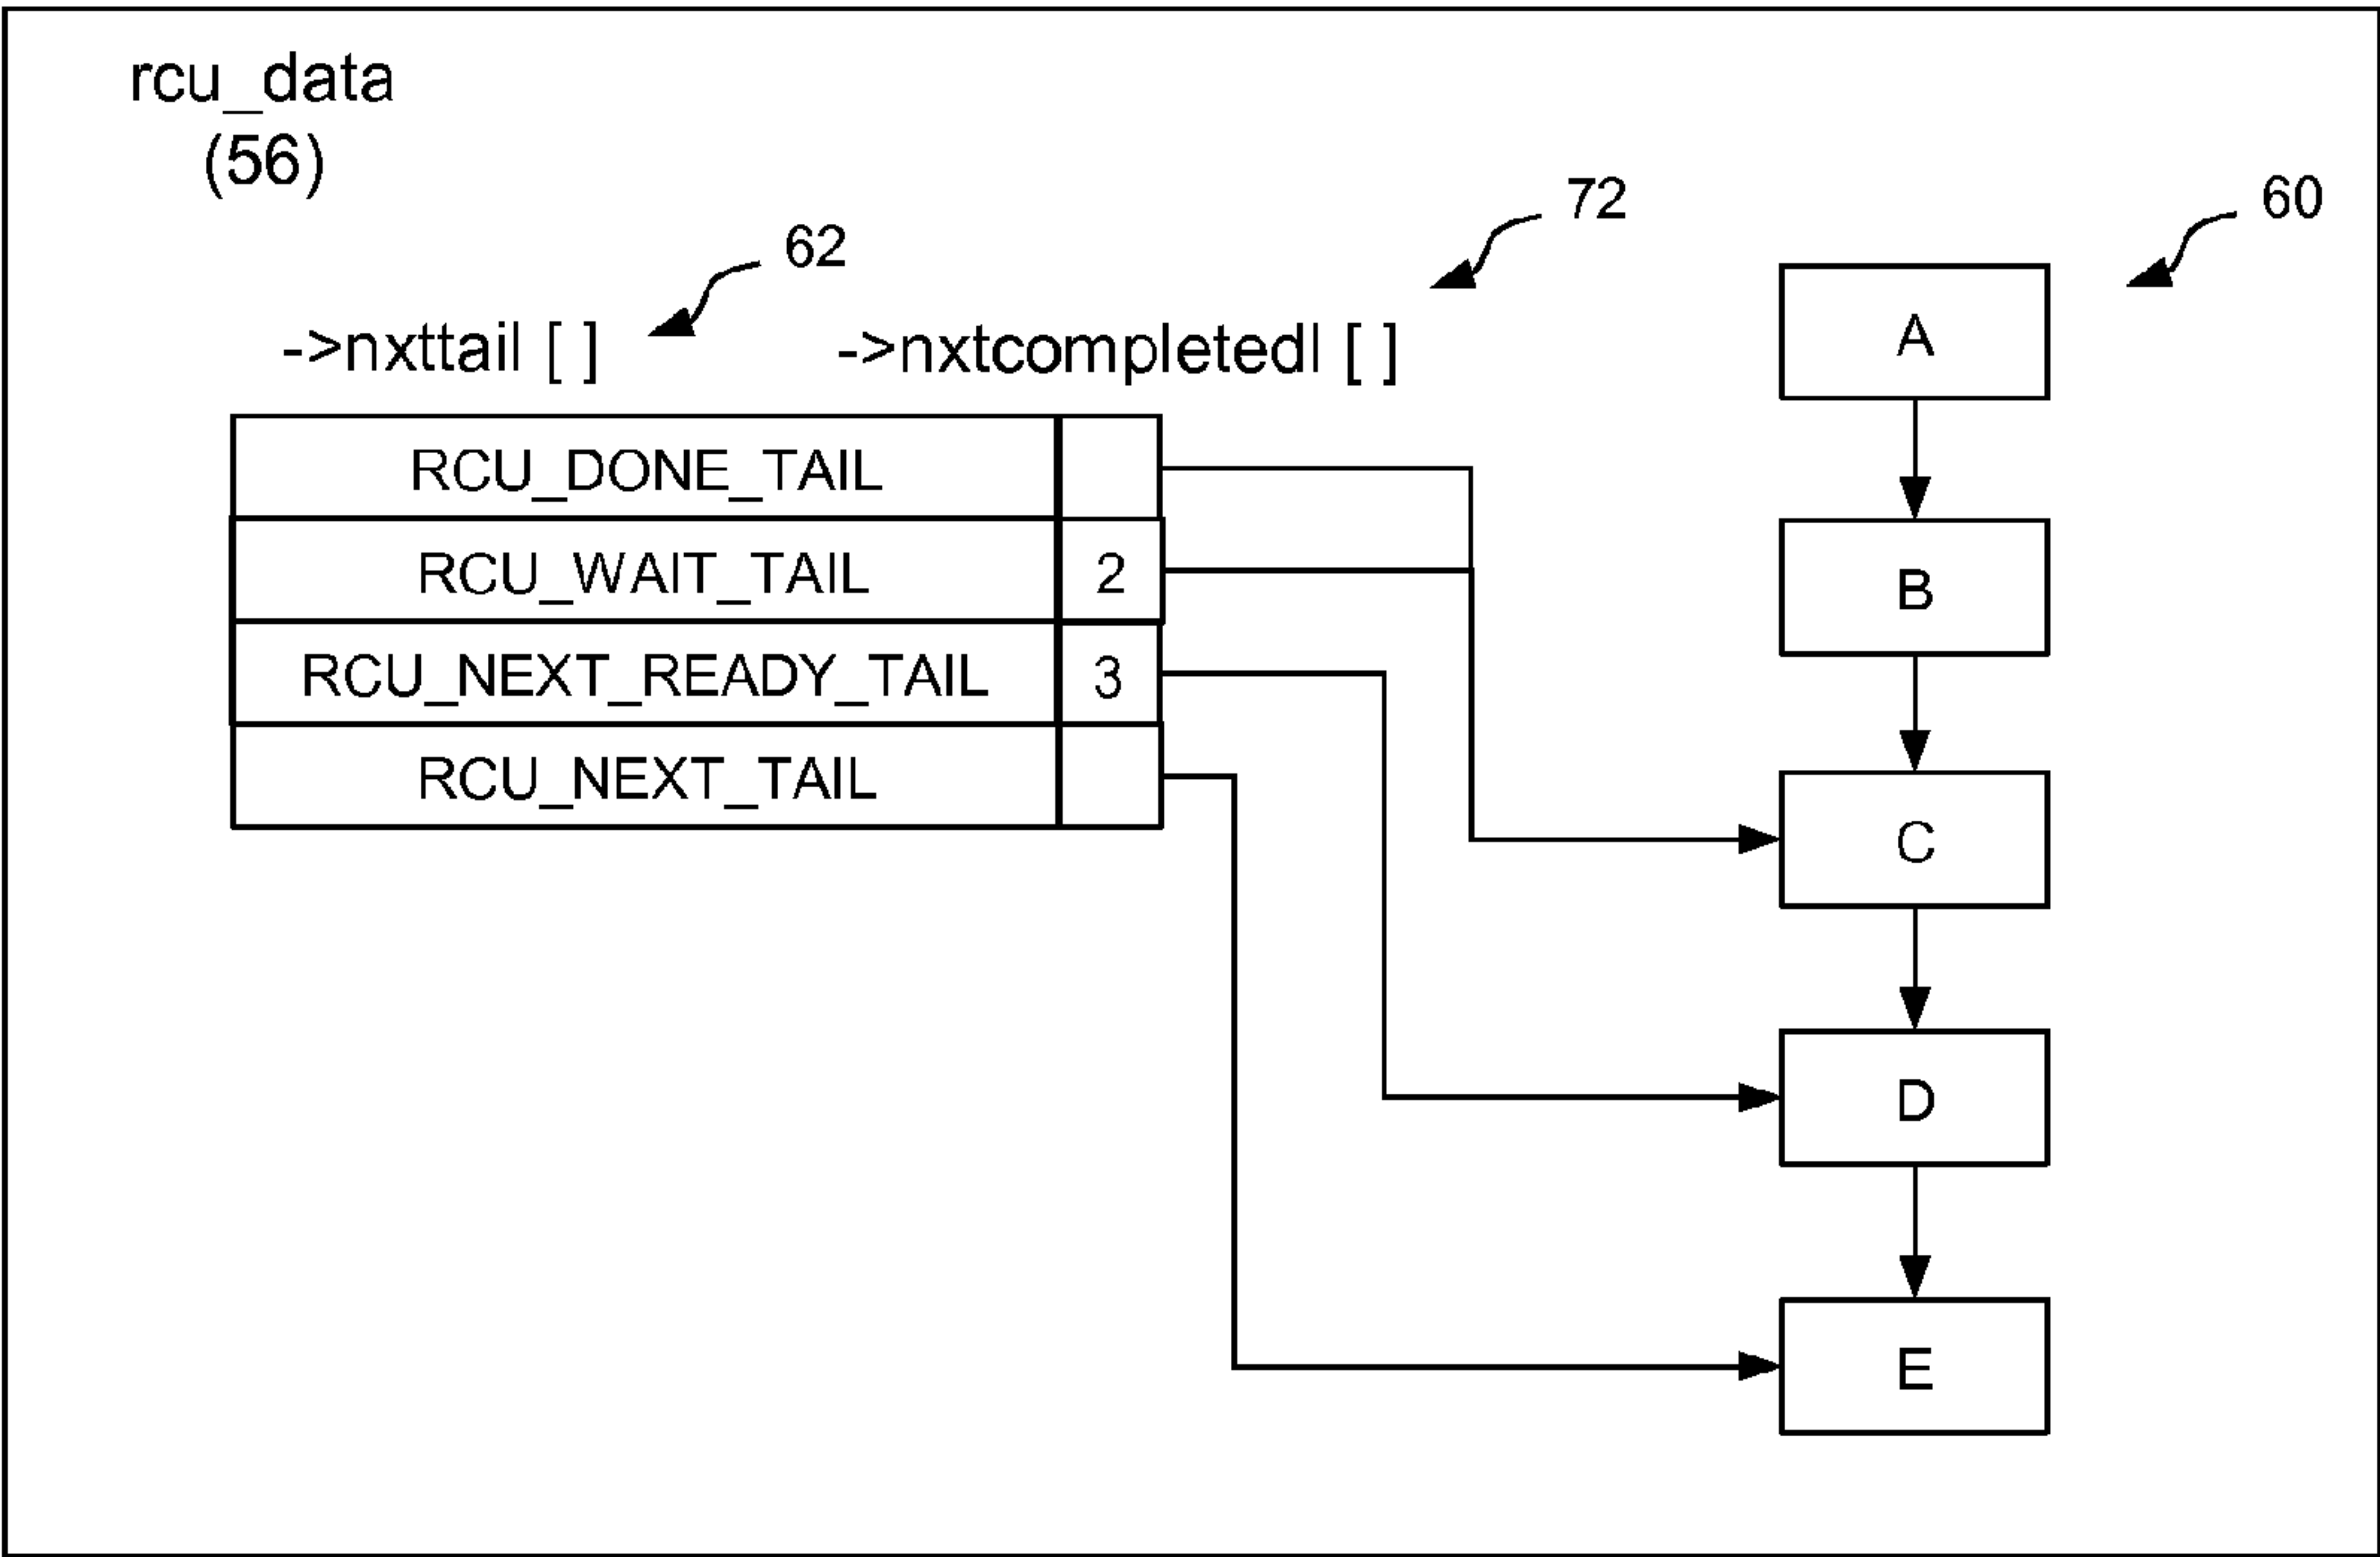 rcu_data
(56)
72
60
62
->nxttail [ ]
->nxtcompletedl [ ]
A
RCU_DONE_TAIL
RCU_WAIT_TAIL 2
B
RCU_NEXT_READY_TAIL 3
RCU_NEXT_TAIL
C
D
E